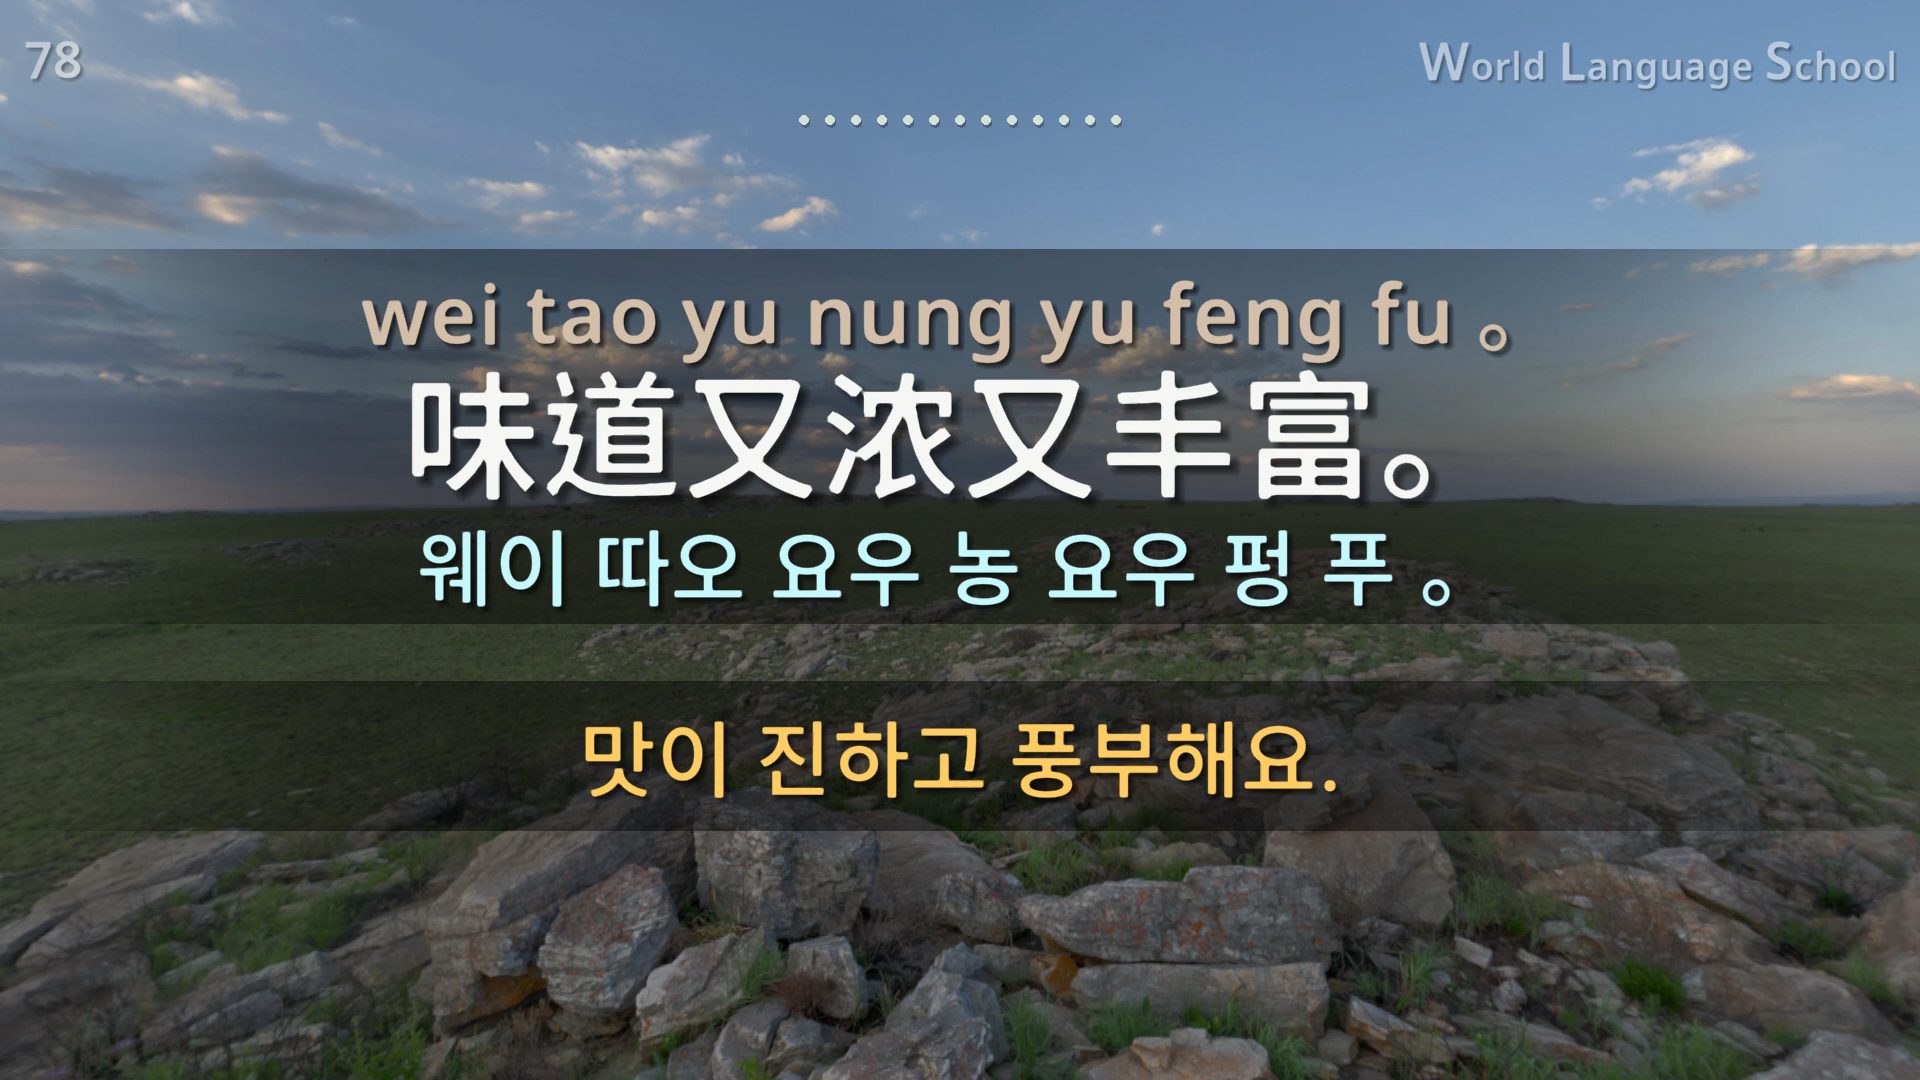 78
World Language School
wei tao yu nung yu feng fu 。
味道又浓又丰富。
웨이 따오 요우 농 요우 펑 푸 。
맛이 진하고 풍부해요.